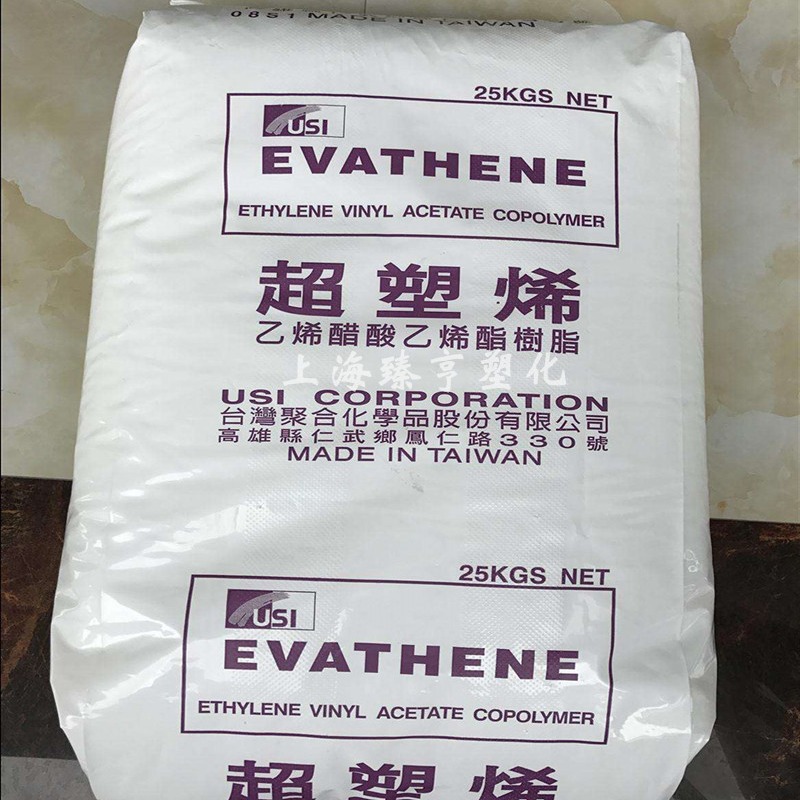 08S1 MADE IN TAIWAN
25KGS NET
USI
EVATHENE
ETHYLENE VINYL ACETATE COPOLYMER
超塑烯
乙烯醋酸乙烯酯樹脂
上海臻亨塑化
USI CORPORATION
台灣聚合化學品股份有限公司
高雄縣仁武鄉鳳仁路330號
MADE IN TAIWAN
25KGS NET
USI
EVATHENE
ETHYLENE VINYL ACETATE COPOLYMER
超塑烯